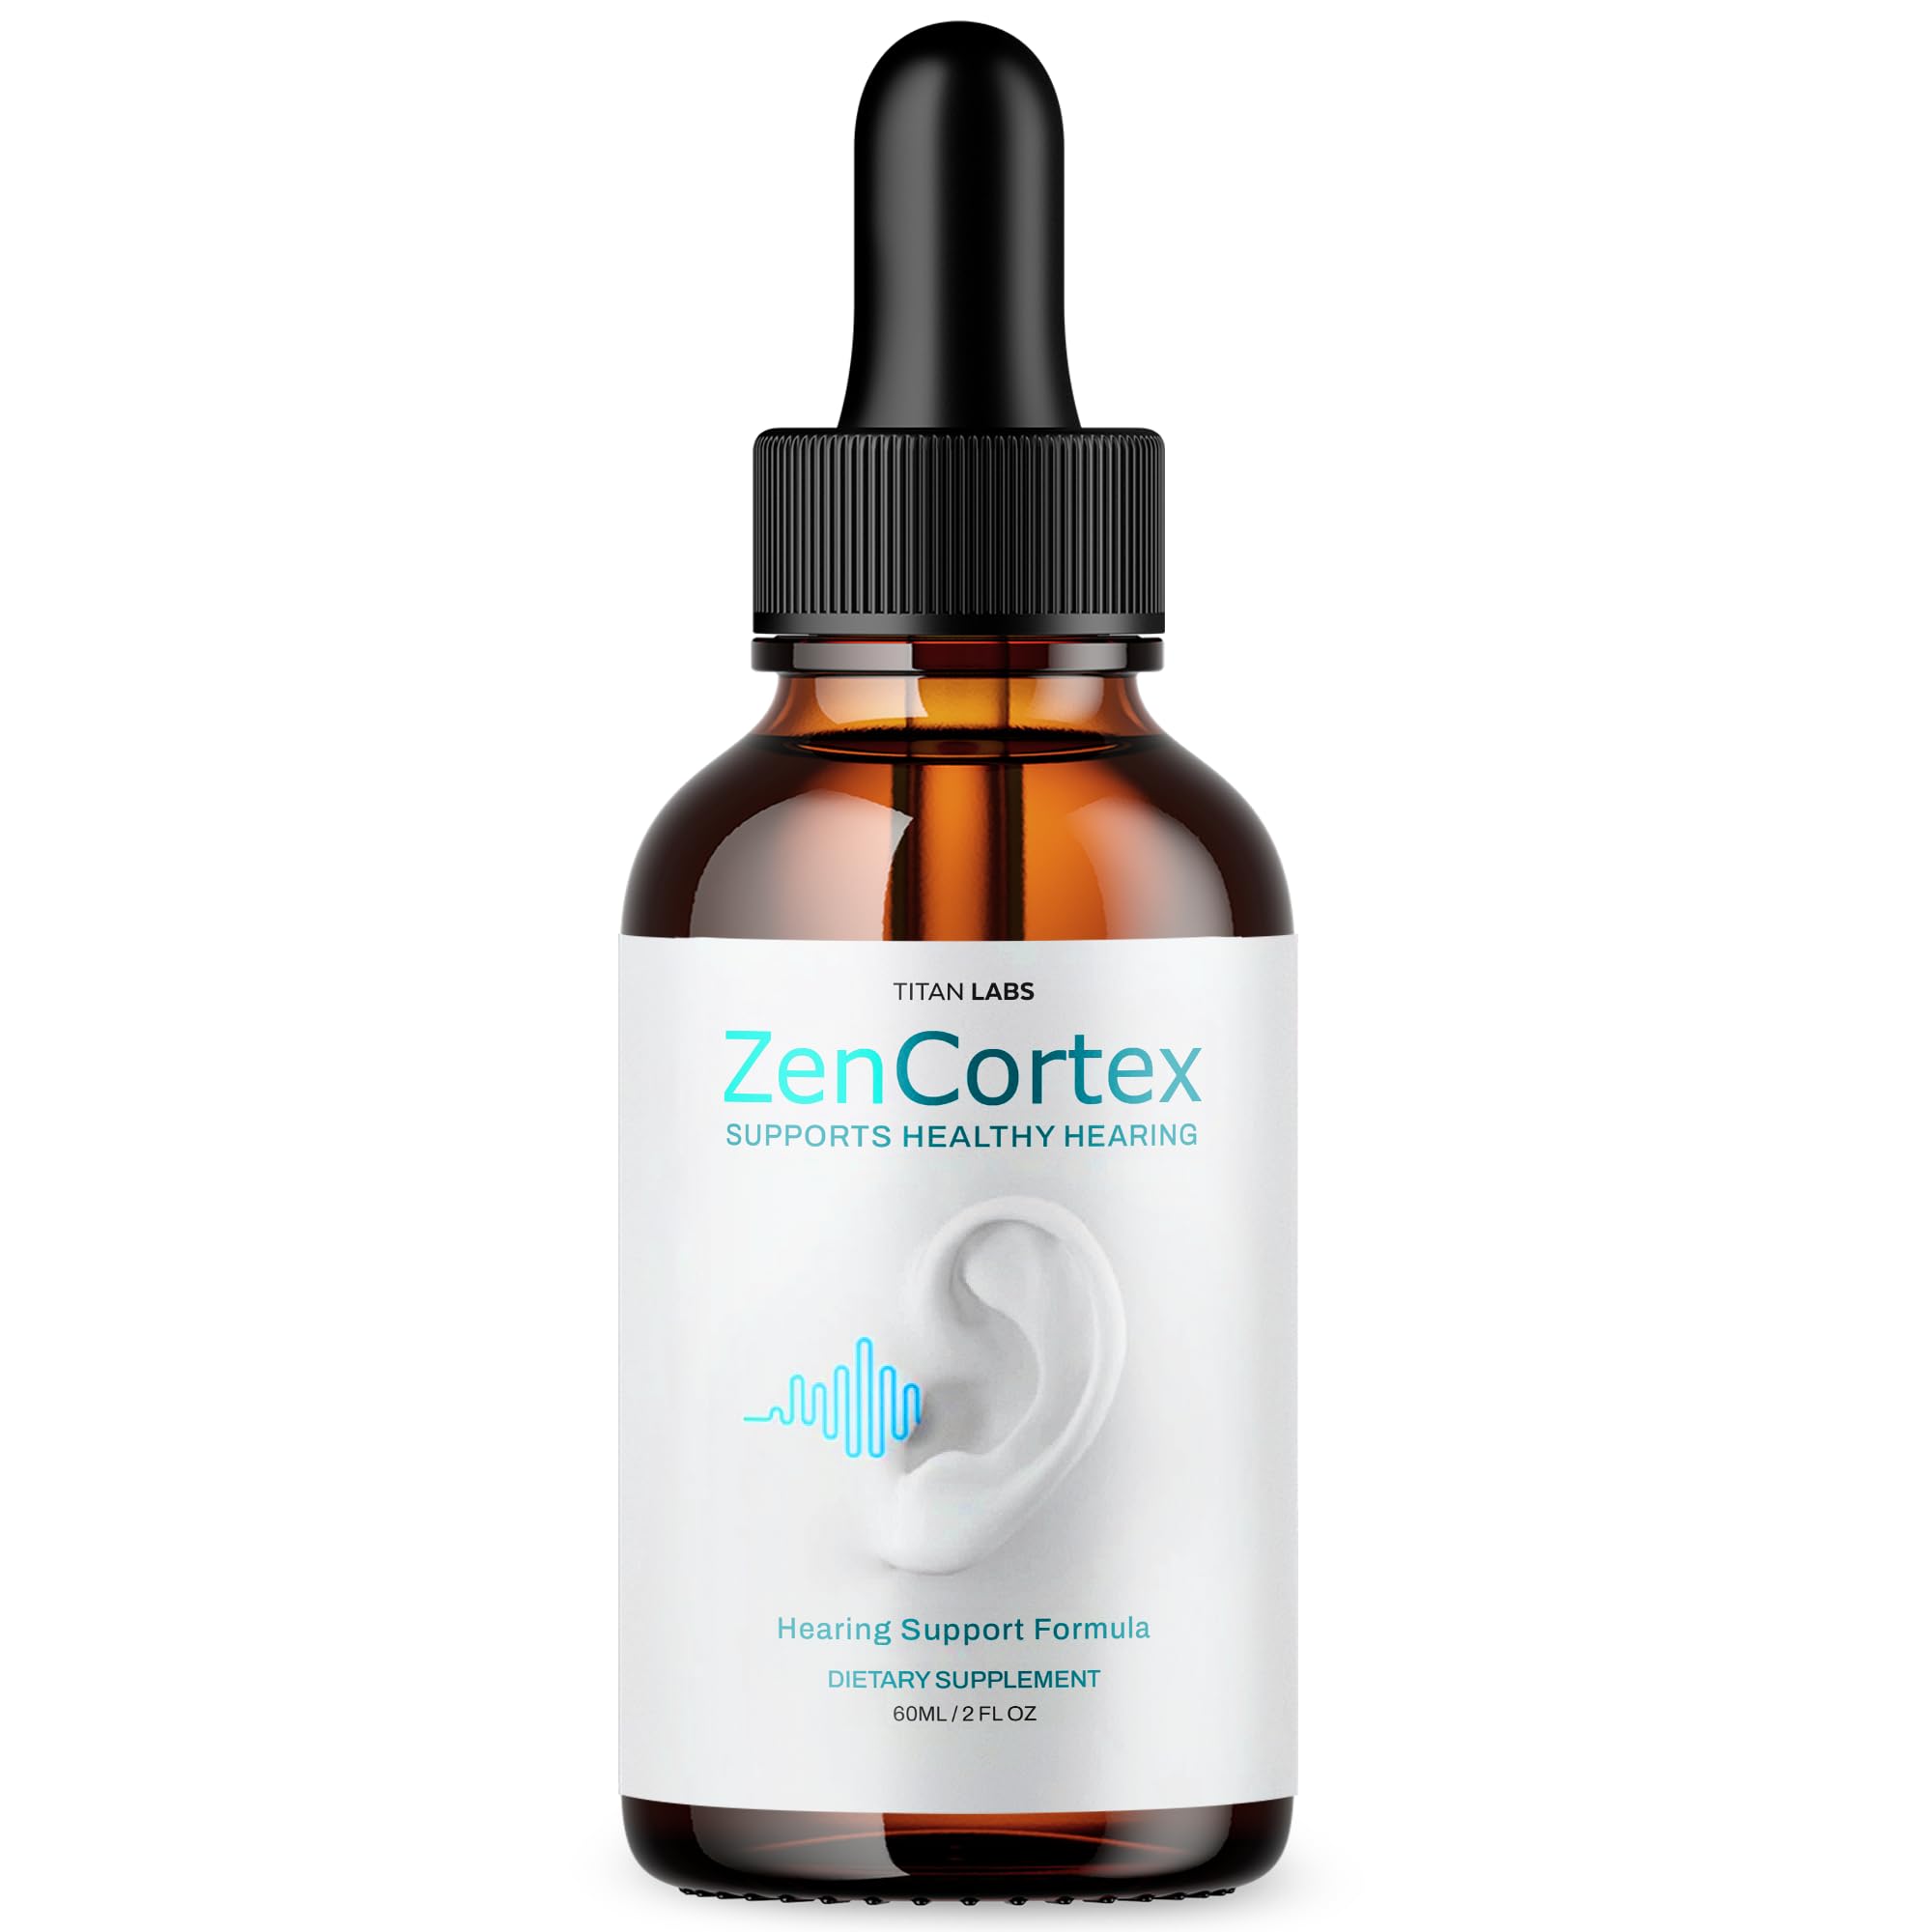 TITAN LABS
ZenCortex
SUPPORTS HEALTHY HEARING
Hearing Support Formula
DIETARY SUPPLEMENT
60ML / 2 FL OZ